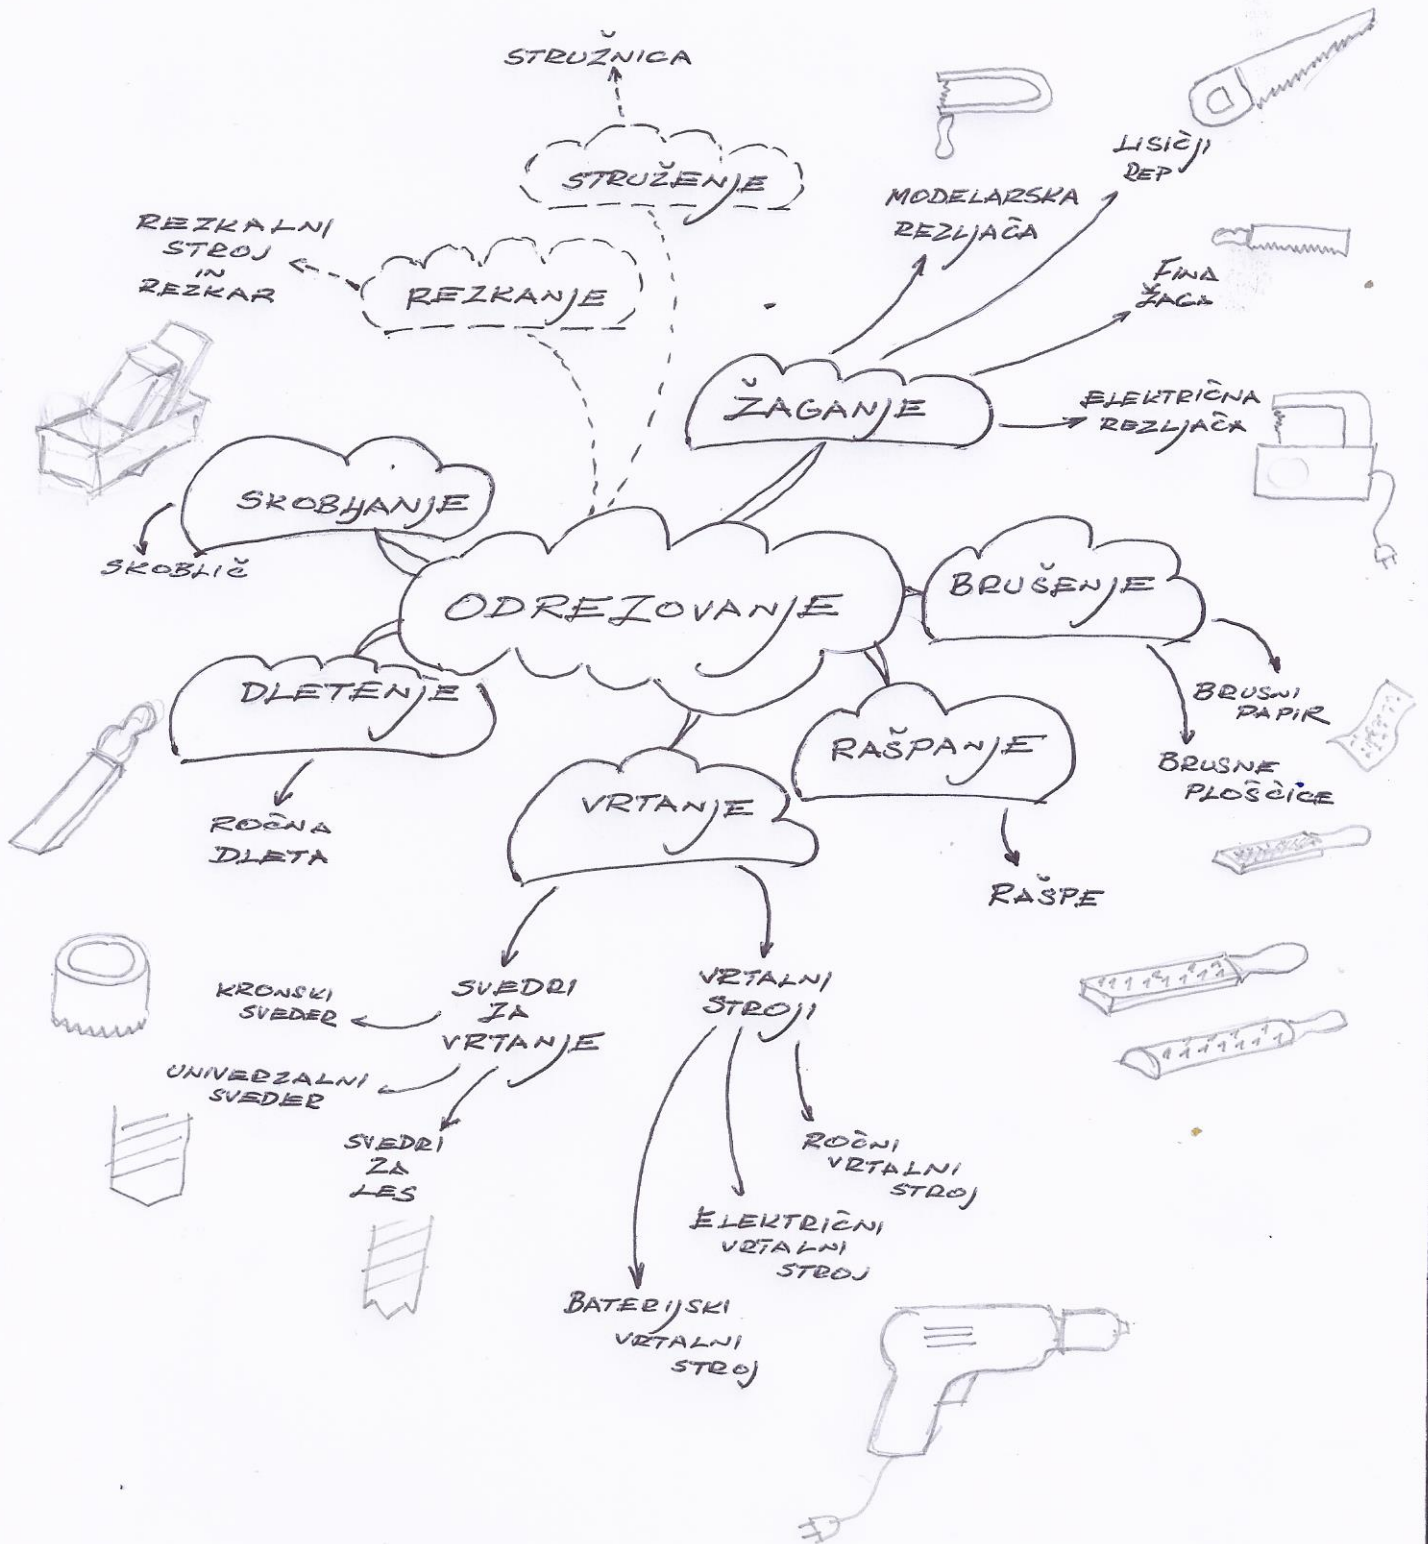 STRUŽNICA
STRUŽENJE
REZKALNI
STROJ
IN
REZKAR
REZKANJE
MODELARSKA
REZLJAČA
LISIČJI
REP
FINA
ŽAGA
ŽAGANJE
ELEKTRIČNA
REZLJAČA
SKOBLJANJE
SKOBLIČ
ODREZOVANJE
BRUŠENJE
BRUSNI
PAPIR
BRUSNE
PLOŠČICE
DLETENJE
ROČNA
DLETA
RAŠPANJE
RAŠPE
VRTANJE
SVEDRI
ZA
VRTANJE
KRONSKI
SVEDER
UNIVERZALNI
SVEDER
SVEDRI
ZA
LES
VRTALNI
STROJI
ROČNI
VRTALNI
STROJ
ELEKTRIČNI
VRTALNI
STROJ
BATERIJSKI
VRTALNI
STROJ